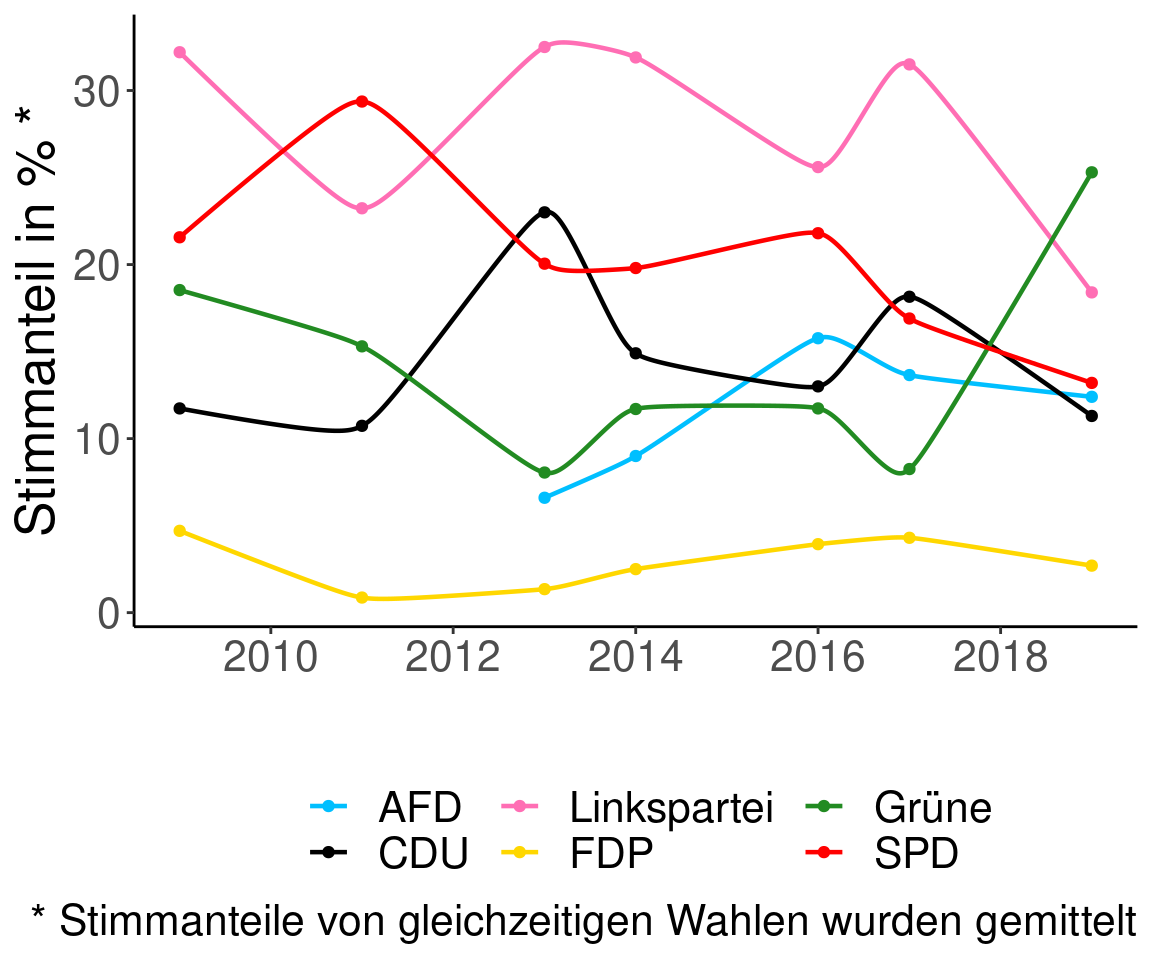 Stimmanteil in % *
30
20
10
0
2010 2012 2014 2016 2018
AFD Linkspartei Grüne
CDU FDP SPD
* Stimmanteile von gleichzeitigen Wahlen wurden gemittelt